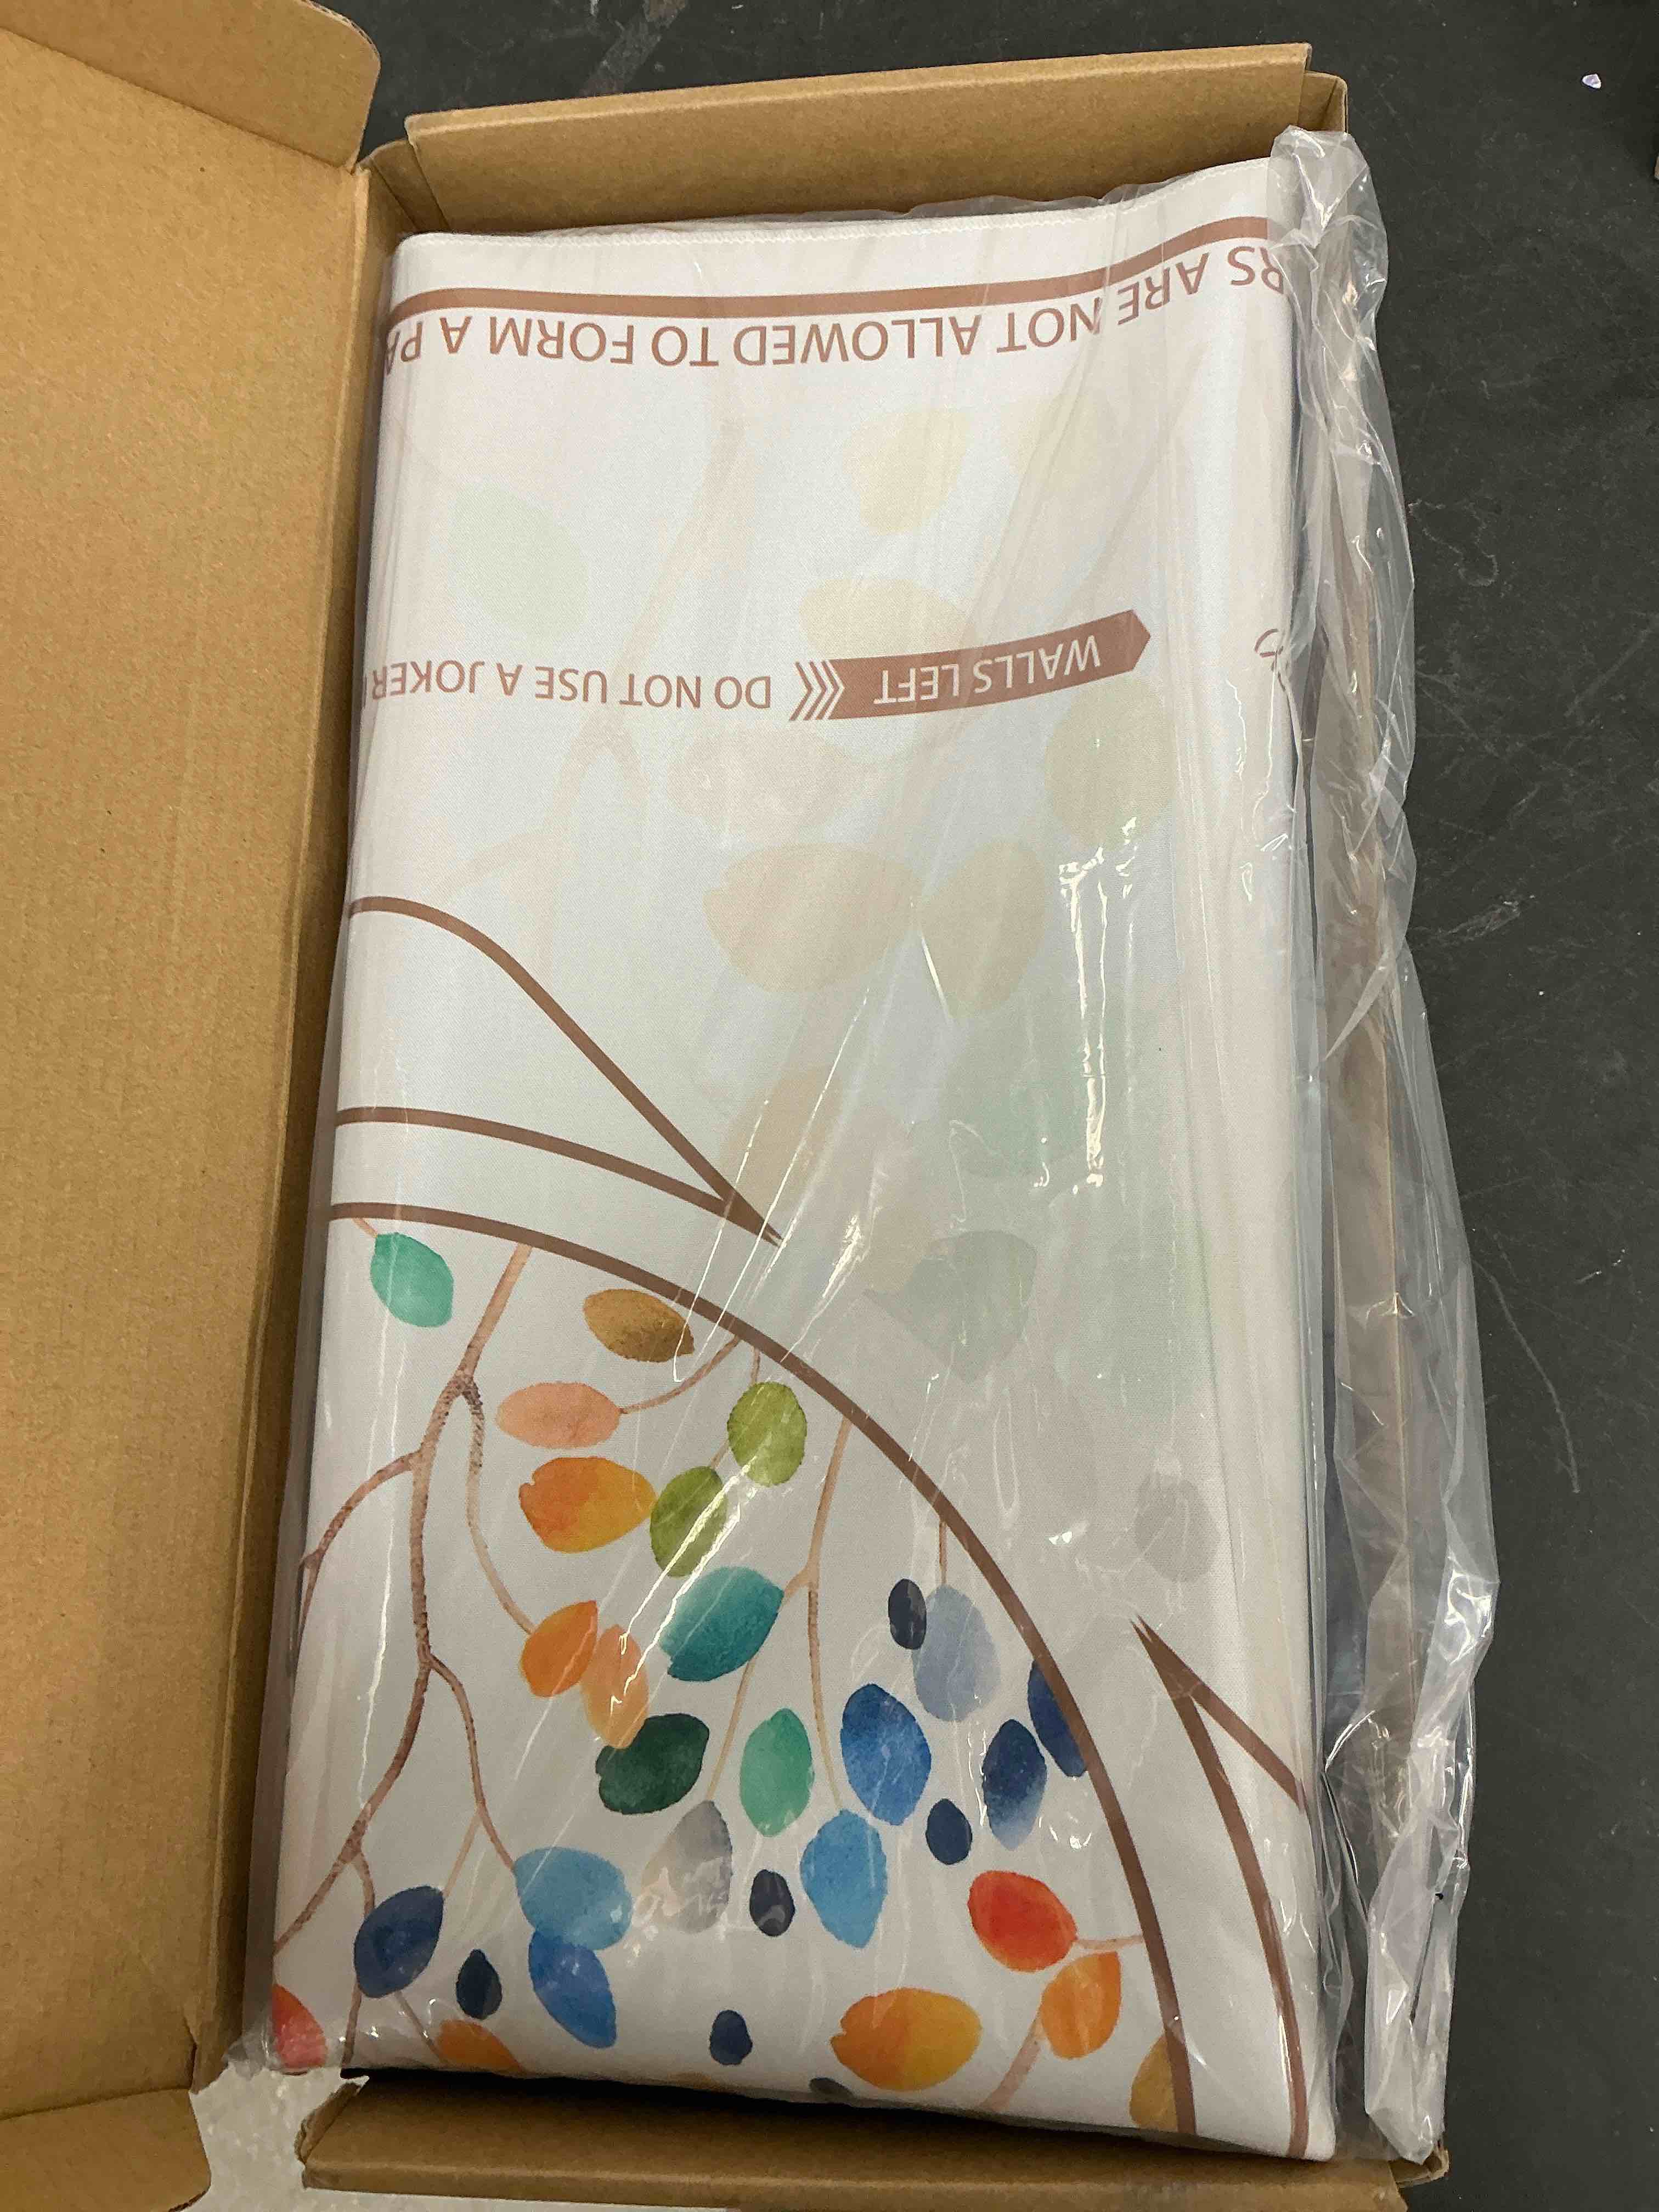 WALLS LEFT DO NOT USE A JOKER
RS ARE NOT ALLOWED TO FORM A PA